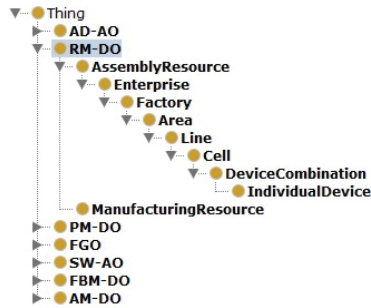 Thing
AD-AO
RM-DO
AssemblyResource
Enterprise
Factory
Area
Line
Cell
DeviceCombination
IndividualDevice
ManufacturingResource
PM-DO
FGO
SW-AO
FBM-DO
AM-DO